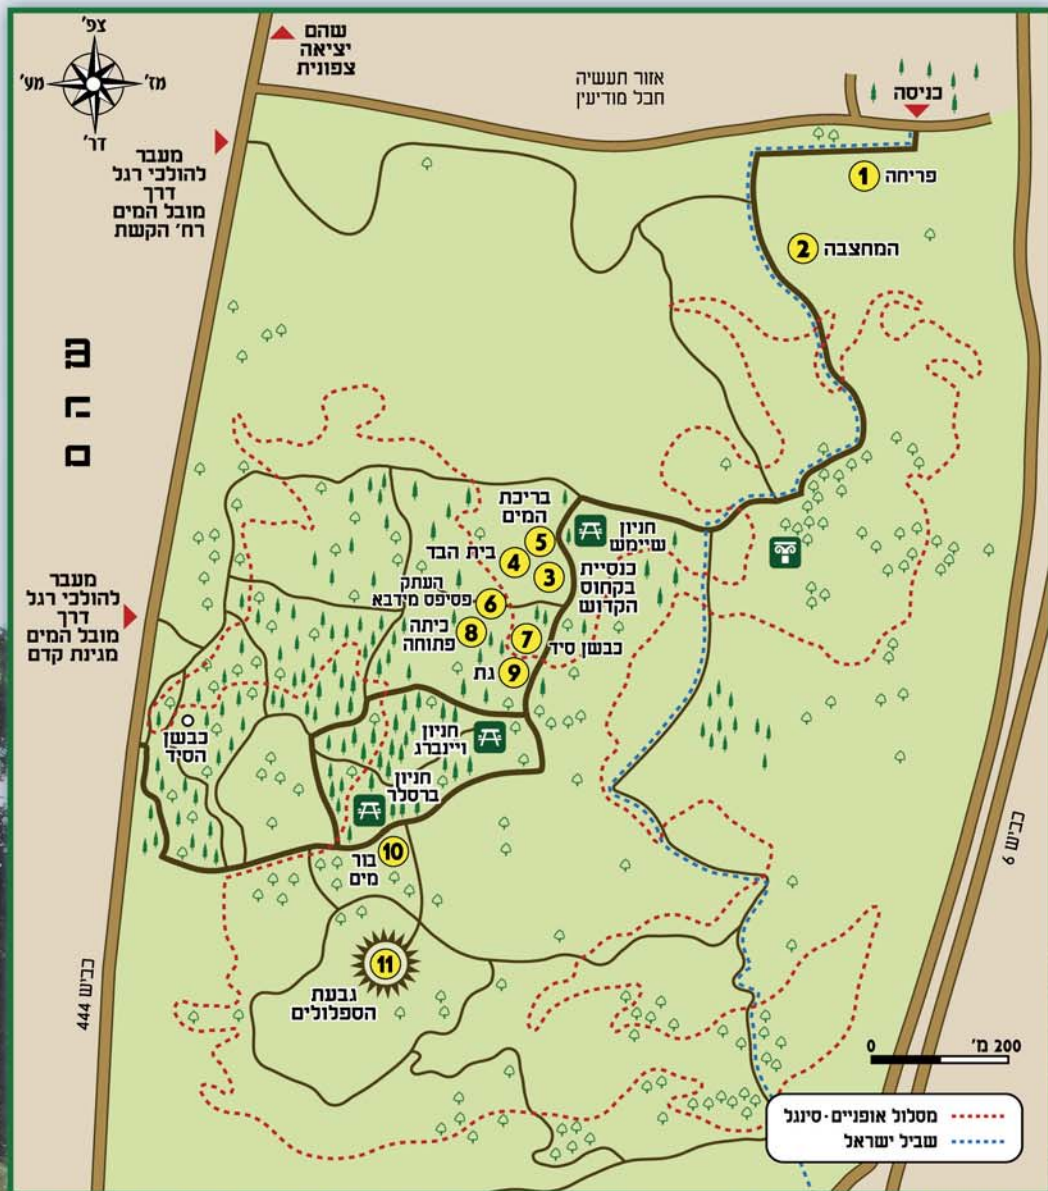 צפ'
מז'
מע'
דר'
שהם
יציאה
צפונית
אזור תעשיה
חבל מודיעין
כניסה
מעבר
להולכי רגל
דרך
מובל המים
רח' הקשת
1 פריחה
2 המחצבה
שהם
בריכת
המים
5
חניון
שיימש
בית הבד
4
3
כנסיית
בקחוס
הקדוש
העתק
פסיפס מידבא
6
כיתה
פתוחה
8
7
כבשן סיד
גת
9
מעבר
להולכי רגל
דרך
מובל המים
מגינת קדם
כבשן
הסיד
חניון
ויינברג
חניון
ברסלר
10
בור
מים
11
גבעת
הספלולים
כביש 6
כביש 444
0 200 מ'
מסלול אופניים-סינגל
שביל ישראל